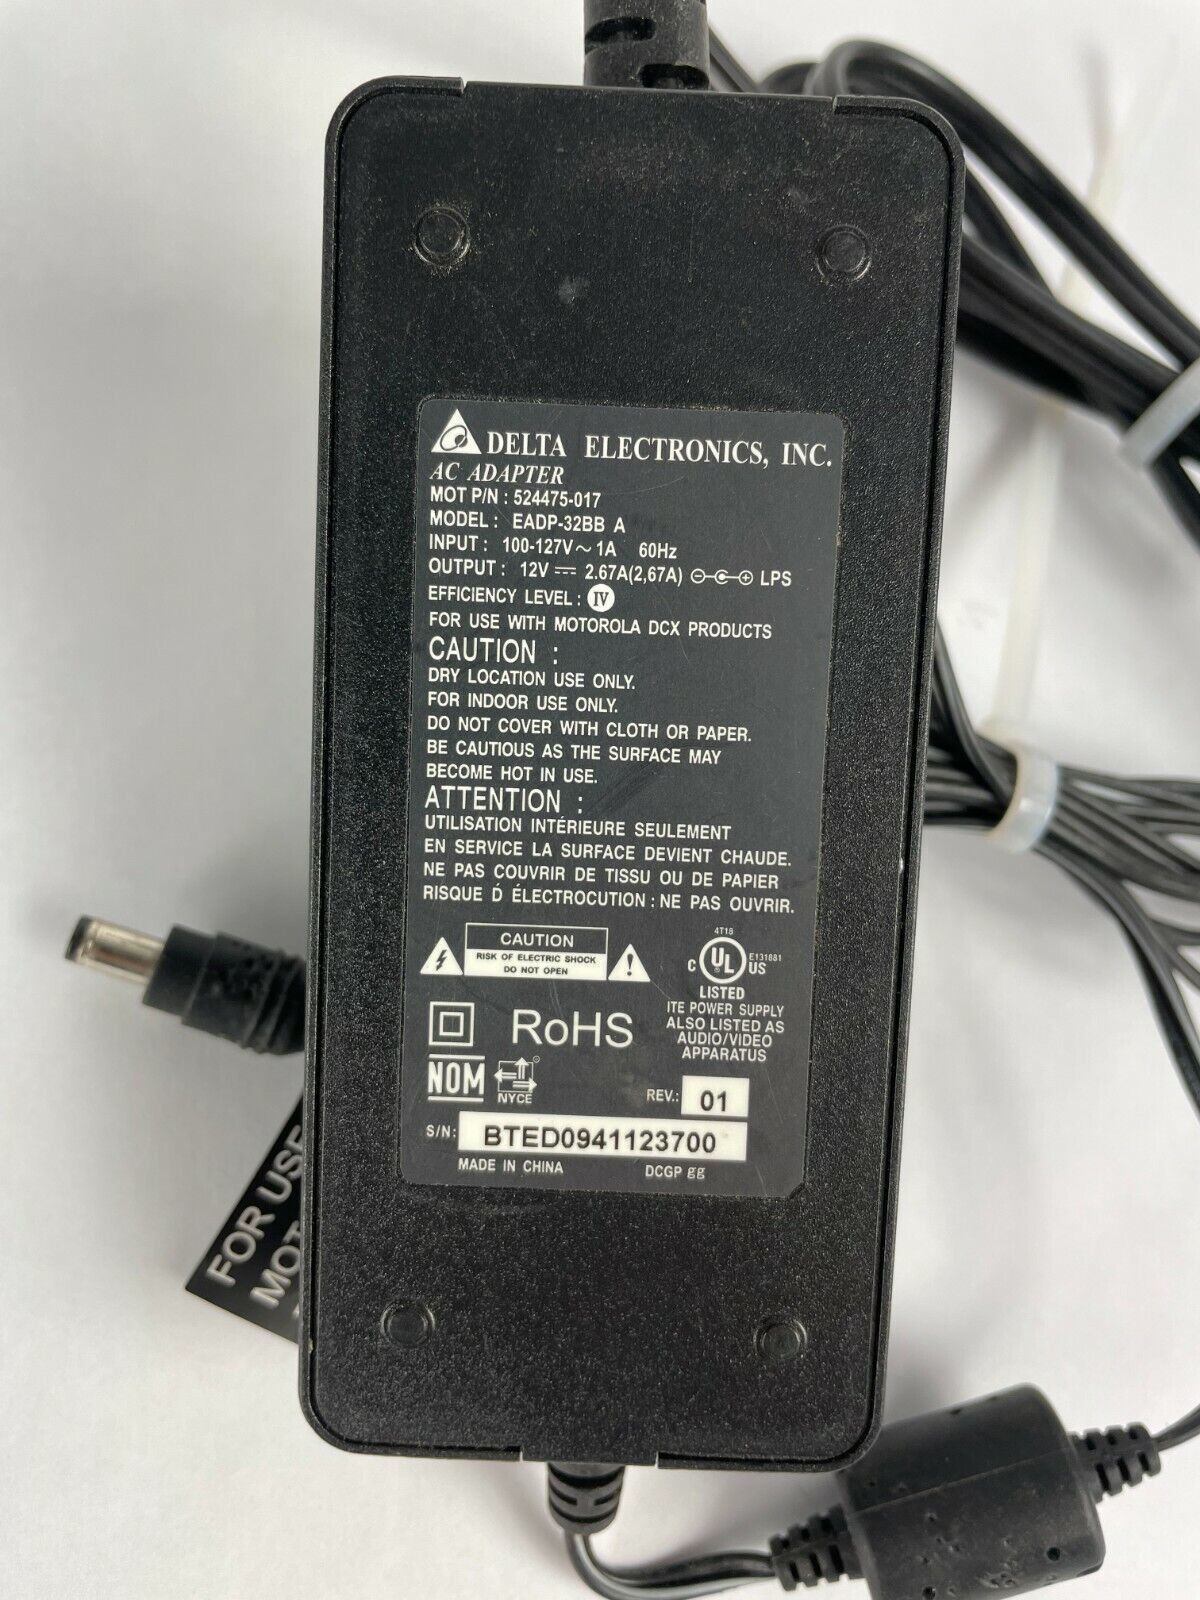 DELTA ELECTRONICS, INC.
AC ADAPTER
MOT P/N : 524475-017
MODEL : EADP-32BB A
INPUT : 100-127V~1A 60Hz
OUTPUT : 12V⎓ 2.67A(2,67A) LPS
EFFICIENCY LEVEL : IV
FOR USE WITH MOTOROLA DCX PRODUCTS
CAUTION :
DRY LOCATION USE ONLY.
FOR INDOOR USE ONLY.
DO NOT COVER WITH CLOTH OR PAPER.
BE CAUTIOUS AS THE SURFACE MAY
BECOME HOT IN USE.
ATTENTION :
UTILISATION INTÉRIEURE SEULEMENT
EN SERVICE LA SURFACE DEVIENT CHAUDE.
NE PAS COUVRIR DE TISSU OU DE PAPIER
RISQUE D́ ÉLECTROCUTION : NE PAS OUVRIR.
CAUTION
RISK OF ELECTRIC SHOCK
DO NOT OPEN
4T18
C UL US
E131881
LISTED
ITE POWER SUPPLY
ALSO LISTED AS
AUDIO/VIDEO
APPARATUS
RoHS
NOM
NYCE
REV.: 01
S/N: BTED0941123700
MADE IN CHINA DCGP gg
FOR USE
MOT